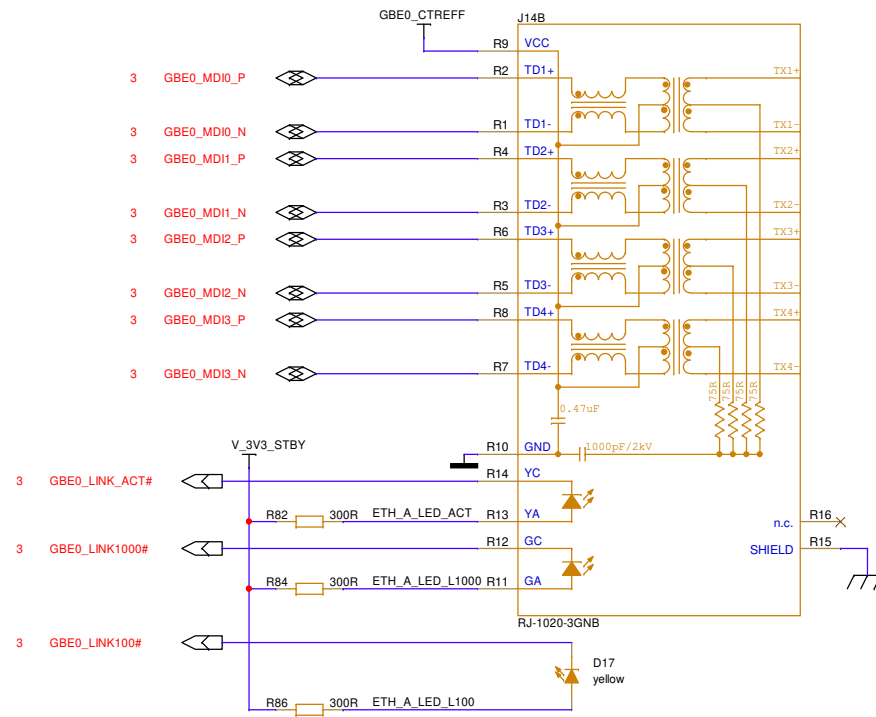 GBE0_CTREFF
J14B
R9 VCC
3 GBE0_MDI0_P R2 TD1+ TX1+
3 GBE0_MDI0_N R1 TD1- TX1-
3 GBE0_MDI1_P R4 TD2+ TX2+
3 GBE0_MDI1_N R3 TD2- TX2-
3 GBE0_MDI2_P R6 TD3+ TX3+
3 GBE0_MDI2_N R5 TD3- TX3-
3 GBE0_MDI3_P R8 TD4+ TX4+
3 GBE0_MDI3_N R7 TD4- TX4-
75R 75R 75R 75R
0.47uF
V_3V3_STBY
R10 GND 1000pF/2kV
3 GBE0_LINK_ACT# R14 YC
R82 300R ETH_A_LED_ACT R13 YA
n.c. R16
3 GBE0_LINK1000# R12 GC
SHIELD R15
R84 300R ETH_A_LED_L1000 R11 GA
RJ-1020-3GNB
3 GBE0_LINK100#
D17
yellow
R86 300R ETH_A_LED_L100